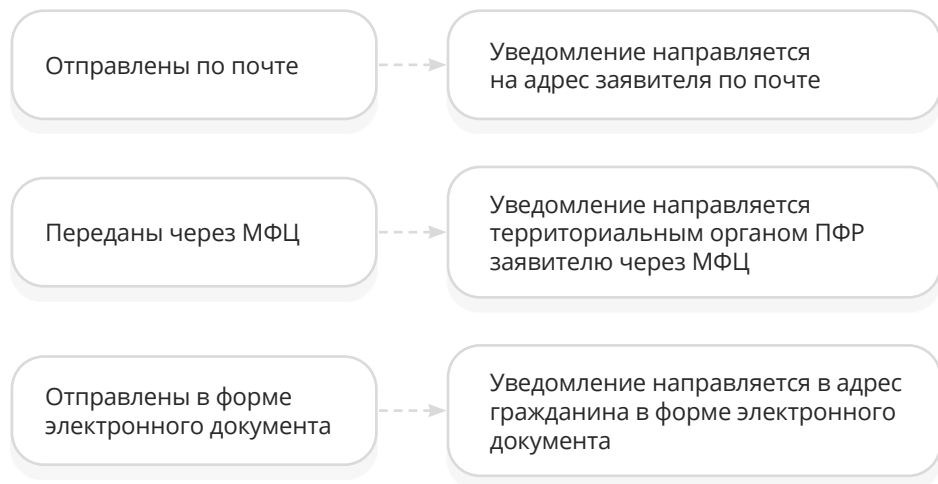 Отправлены по почте
Уведомление направляется
на адрес заявителя по почте
Переданы через МФЦ
Уведомление направляется
территориальным органом ПФР
заявителю через МФЦ
Отправлены в форме
электронного документа
Уведомление направляется в адрес
гражданина в форме электронного
документа